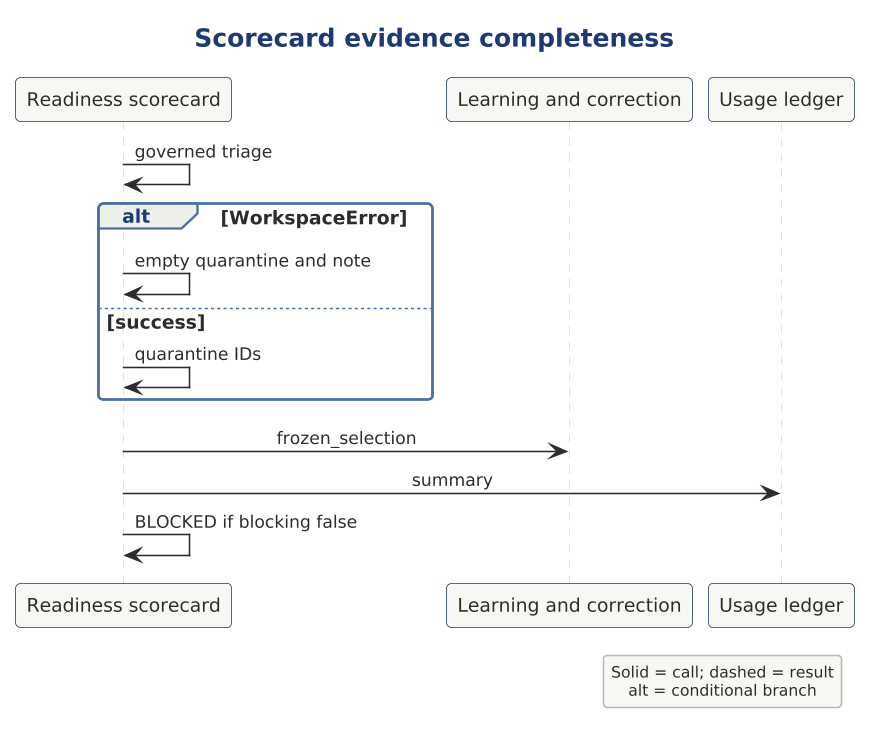 Scorecard evidence completeness
Readiness scorecard
Learning and correction
Usage ledger
governed triage
alt
[WorkspaceError]
empty quarantine and note
[success]
quarantine IDs
frozen_selection
summary
BLOCKED if blocking false
Readiness scorecard
Learning and correction
Usage ledger
Solid = call; dashed = result
alt = conditional branch